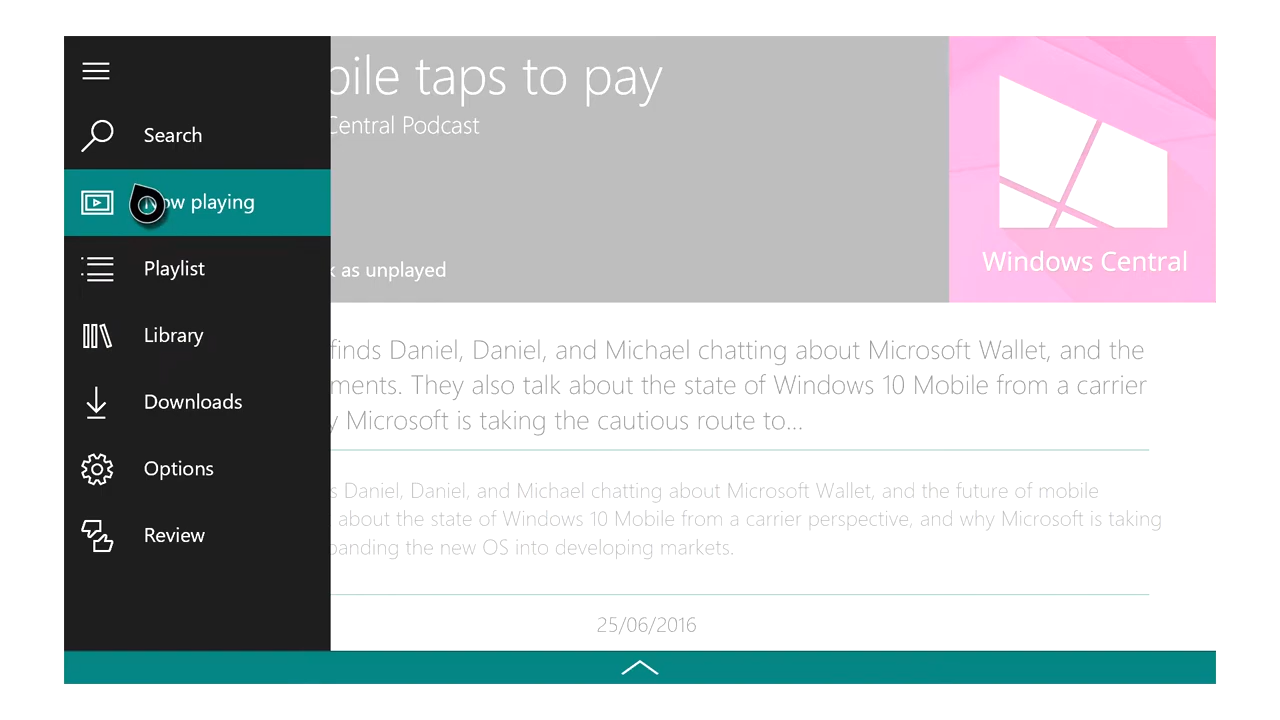 bile taps to pay
Central Podcast
Search
Now playing
as unplayed
Playlist
Windows Central
Library
finds Daniel, Daniel, and Michael chatting about Microsoft Wallet, and the
ments. They also talk about the state of Windows 10 Mobile from a carrier
y Microsoft is taking the cautious route to...
Downloads
Options
s Daniel, Daniel, and Michael chatting about Microsoft Wallet, and the future of mobile
about the state of Windows 10 Mobile from a carrier perspective, and why Microsoft is taking
panding the new OS into developing markets.
Review
25/06/2016